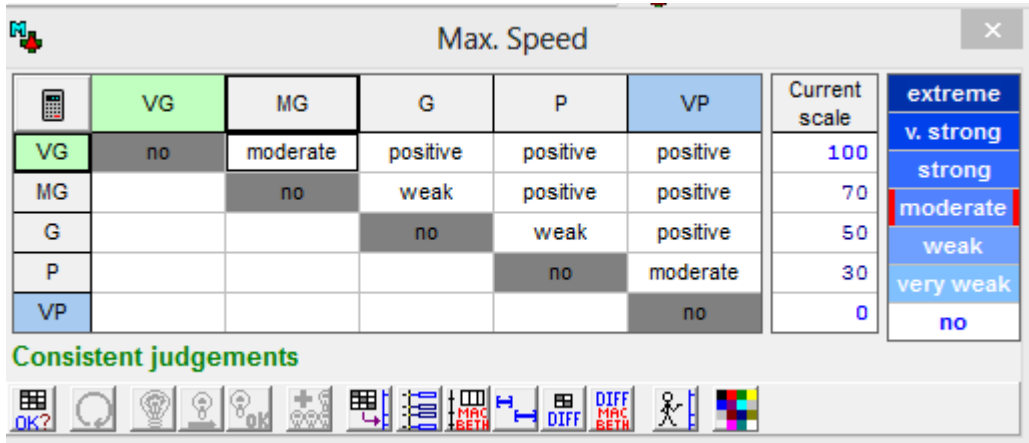 Max. Speed
VG MG G P VP Current scale
VG no moderate positive positive positive 100
MG no weak positive positive 70
G no weak positive 50
P no moderate 30
VP no 0
extreme
v. strong
strong
moderate
weak
very weak
no
Consistent judgements
OK? OK MAC BETH DIFF DIFF MAC BETH